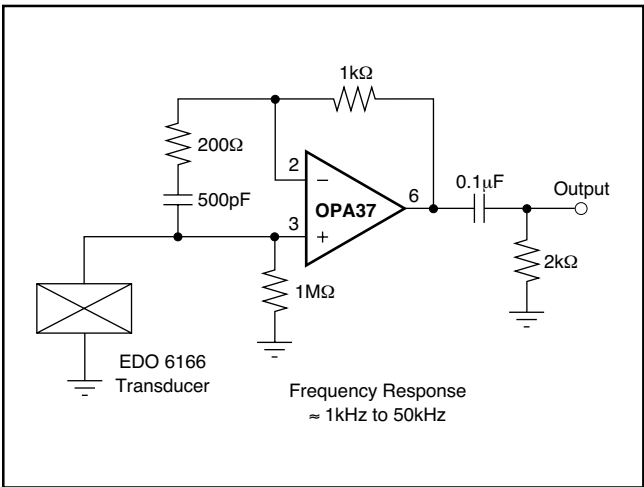 1kΩ
200Ω
2
500pF
OPA37
6
0.1µF
Output
3
2kΩ
1MΩ
EDO 6166
Transducer
Frequency Response
≈ 1kHz to 50kHz